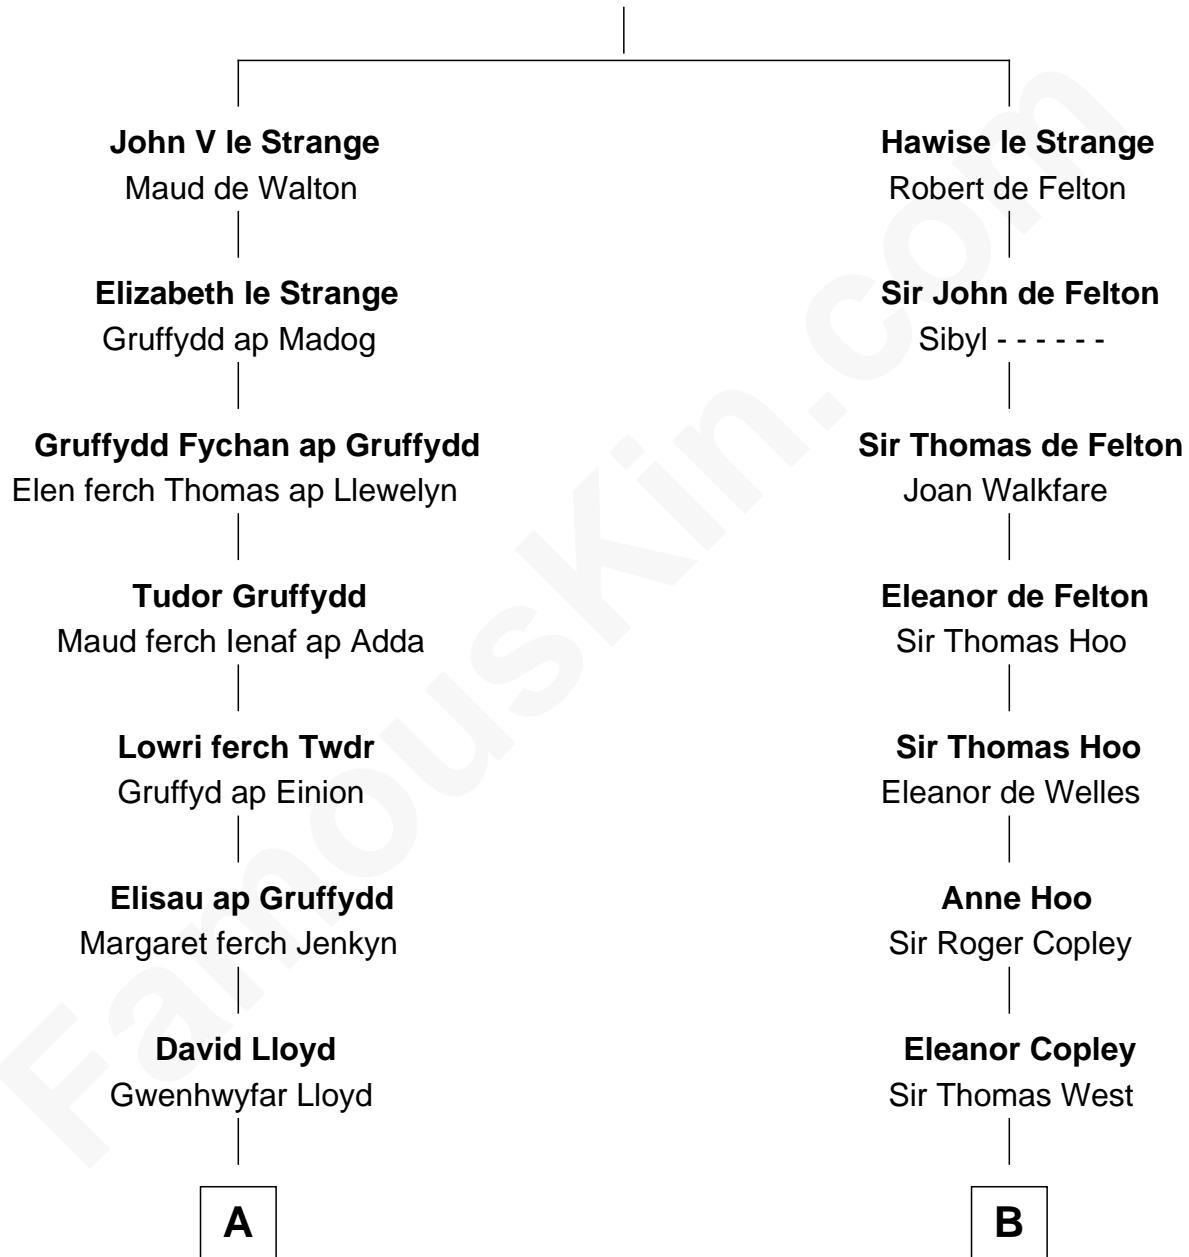 John V le Strange
Maud de Walton
Hawise le Strange
Robert de Felton
Elizabeth le Strange
Gruffydd ap Madog
Sir John de Felton
Sibyl - - - - - -
Gruffydd Fychan ap Gruffydd
Elen ferch Thomas ap Llewelyn
Sir Thomas de Felton
Joan Walkfare
Tudor Gruffydd
Maud ferch Ienaf ap Adda
Eleanor de Felton
Sir Thomas Hoo
Lowri ferch Twdr
Gruffyd ap Einion
Sir Thomas Hoo
Eleanor de Welles
Elisau ap Gruffydd
Margaret ferch Jenkyn
Anne Hoo
Sir Roger Copley
David Lloyd
Gwenhwyfar Lloyd
Eleanor Copley
Sir Thomas West
A
B
FamousKin.com